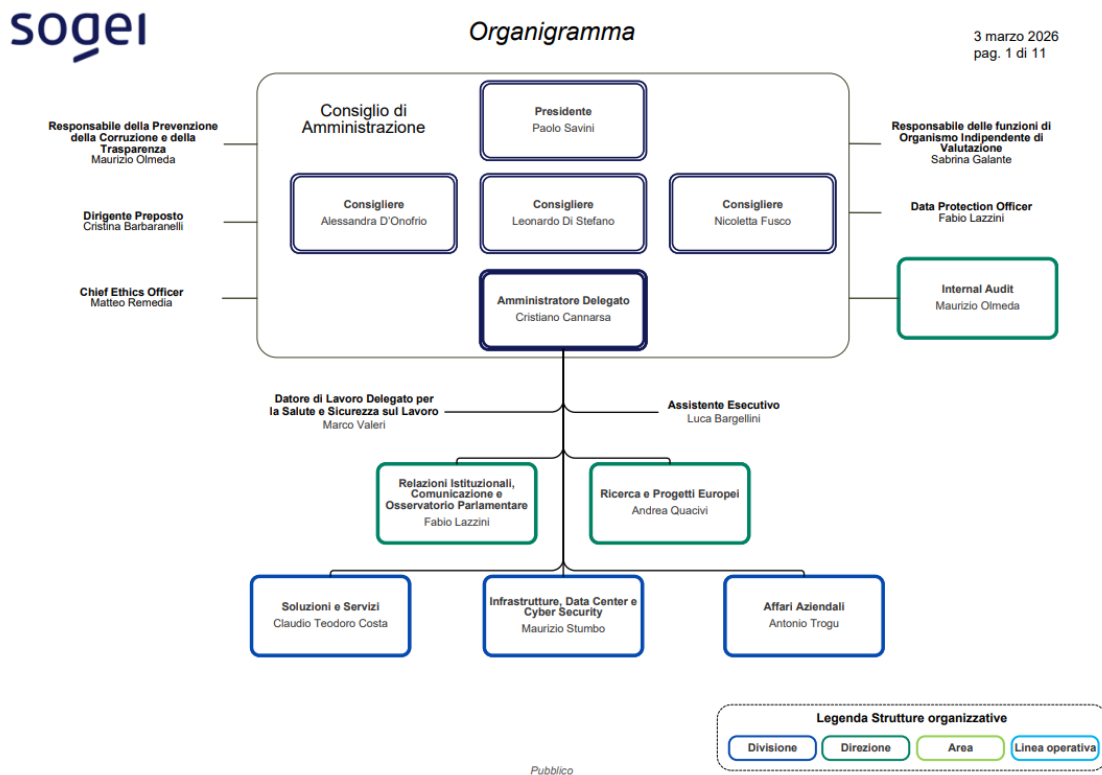 sogei
Organigramma
3 marzo 2026
pag. 1 di 11
Consiglio di
Amministrazione
Presidente
Paolo Savini
Responsabile della Prevenzione
della Corruzione e della
Trasparenza
Maurizio Olmeda
Responsabile delle funzioni di
Organismo Indipendente di
Valutazione
Sabrina Galante
Consigliere
Alessandra D'Onofrio
Consigliere
Leonardo Di Stefano
Consigliere
Nicoletta Fusco
Dirigente Preposto
Cristina Barbaranelli
Data Protection Officer
Fabio Lazzini
Chief Ethics Officer
Matteo Remedia
Amministratore Delegato
Cristiano Cannarsa
Internal Audit
Maurizio Olmeda
Datore di Lavoro Delegato per
la Salute e Sicurezza sul Lavoro
Marco Valeri
Assistente Esecutivo
Luca Bargellini
Relazioni Istituzionali,
Comunicazione e
Osservatorio Parlamentare
Fabio Lazzini
Ricerca e Progetti Europei
Andrea Quacivi
Soluzioni e Servizi
Claudio Teodoro Costa
Infrastrutture, Data Center e
Cyber Security
Maurizio Stumbo
Affari Aziendali
Antonio Trogu
Legenda Strutture organizzative
Divisione
Direzione
Area
Linea operativa
Pubblico